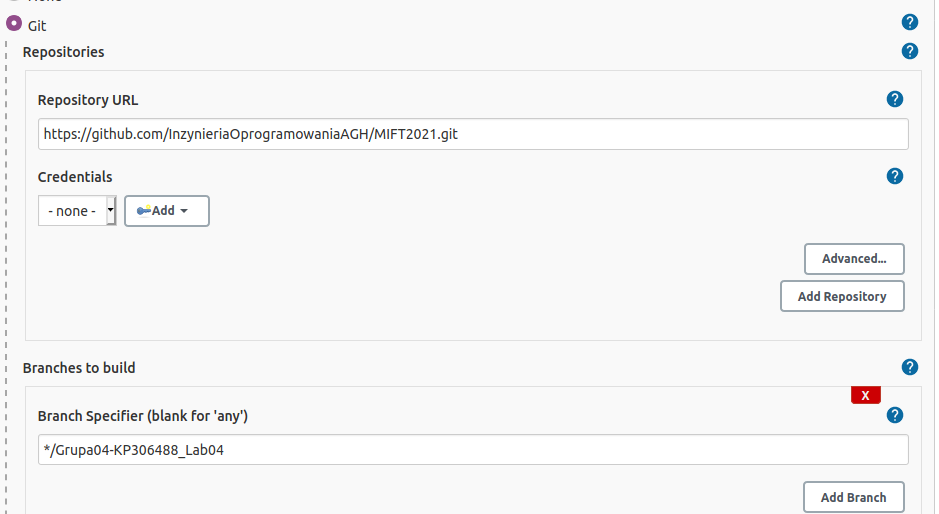 Git
Repositories
Repository URL
https://github.com/InzynieriaOprogramowaniaAGH/MIFT2021.git
Credentials
- none -
Add
Advanced...
Add Repository
Branches to build
X
Branch Specifier (blank for 'any')
*/Grupa04-KP306488_Lab04
Add Branch